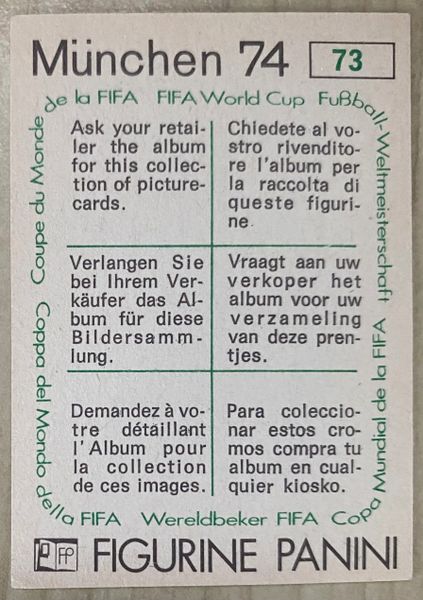 München 74
73
Coupe du Monde de la FIFA
FIFA World Cup
Fußball-Weltmeisterschaft
Ask your retai-
ler the album
for this collec-
tion of picture-
cards.
Chiedete al vo-
stro rivendito-
re l'album per
la raccolta di
queste figuri-
ne.
Verlangen Sie
bei Ihrem Ver-
käufer das Al-
bum für diese
Bildersamm-
lung.
Vraagt aan uw
verkoper het
album voor uw
verzameling
van deze pren-
tjes.
Demandez à vo-
tre détaillant
l'Album pour
la collection
de ces images.
Para coleccio-
nar estos cro-
mos compra tu
album en cual-
quier kiosko.
Coppa del Mondo della FIFA
Wereldbeker FIFA
Copa Mundial de la FIFA
FP
FIGURINE PANINI